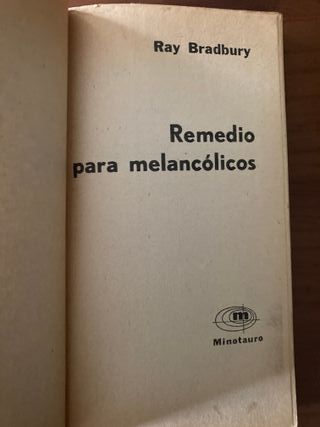 Ray Bradbury
Remedio
para melancólicos
m
Minotauro